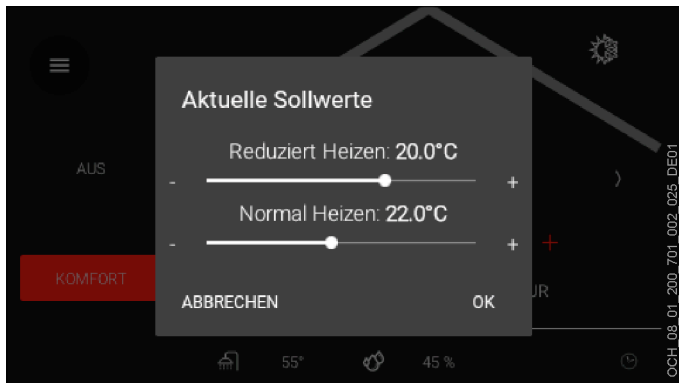 Aktuelle Sollwerte
Reduziert Heizen: 20.0°C
- +
Normal Heizen: 22.0°C
- +
ABBRECHEN OK
AUS
KOMFORT
UR
55° 45 %
OCH_08_01_200_701_002_025_DE01